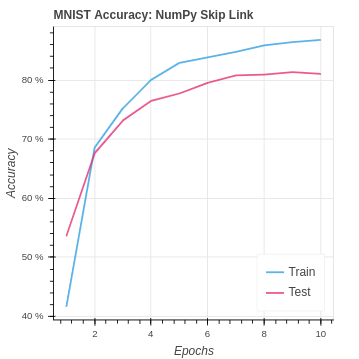 MNIST Accuracy: NumPy Skip Link
80 %
70 %
60 %
50 %
40 %
Accuracy
Train
Test
2
4
6
8
10
Epochs